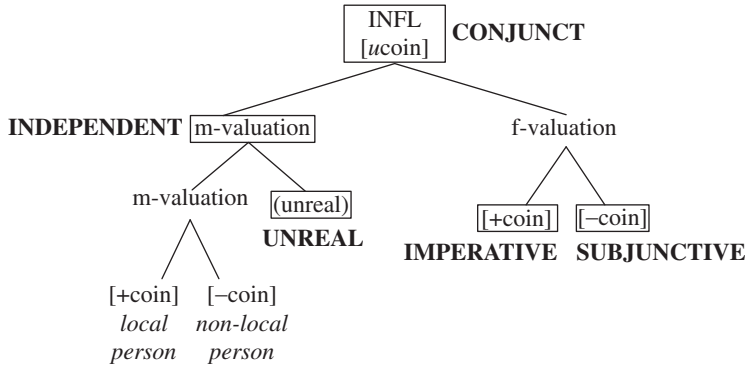 INFL
[ucoin] CONJUNCT
INDEPENDENT m-valuation f-valuation
m-valuation (unreal) [+coin] [−coin]
UNREAL IMPERATIVE SUBJUNCTIVE
[+coin] [−coin]
local non-local
person person